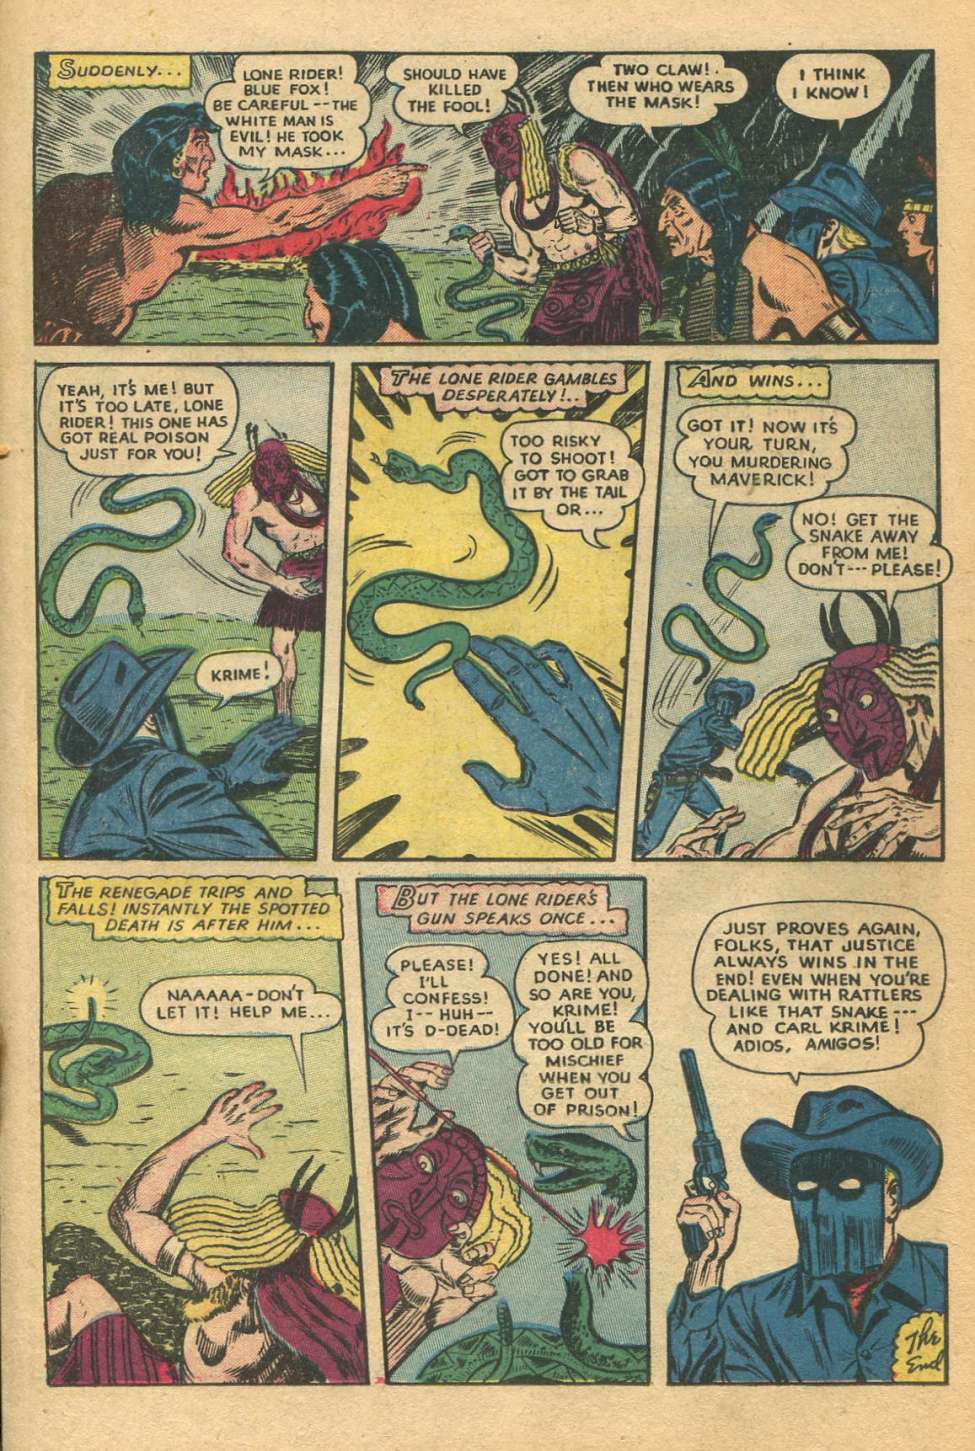 SUDDENLY...
LONE RIDER!
BLUE FOX!
BE CAREFUL--THE
WHITE MAN IS
EVIL! HE TOOK
MY MASK...
SHOULD HAVE
KILLED
THE FOOL!
TWO CLAW!
THEN WHO WEARS
THE MASK!
I THINK
I KNOW!
YEAH, IT'S ME! BUT
IT'S TOO LATE, LONE
RIDER! THIS ONE HAS
GOT REAL POISON
JUST FOR YOU!
KRIME!
THE LONE RIDER GAMBLES
DESPERATELY!..
TOO RISKY
TO SHOOT!
GOT TO GRAB
IT BY THE TAIL
OR...
AND WINS...
GOT IT! NOW IT'S
YOUR TURN,
YOU MURDERING
MAVERICK!
NO! GET THE
SNAKE AWAY
FROM ME!
DON'T---PLEASE!
THE RENEGADE TRIPS AND
FALLS! INSTANTLY THE SPOTTED
DEATH IS AFTER HIM...
NAAAAA-DON'T
LET IT! HELP ME...
BUT THE LONE RIDER'S
GUN SPEAKS ONCE...
PLEASE!
I'LL
CONFESS!
I--HUH--
IT'S D-DEAD!
YES! ALL
DONE! AND
SO ARE YOU,
KRIME!
YOU'LL BE
TOO OLD FOR
MISCHIEF
WHEN YOU
GET OUT
OF PRISON!
JUST PROVES AGAIN,
FOLKS, THAT JUSTICE
ALWAYS WINS IN THE
END! EVEN WHEN YOU'RE
DEALING WITH RATTLERS
LIKE THAT SNAKE---
AND CARL KRIME!
ADIOS, AMIGOS!
The
End